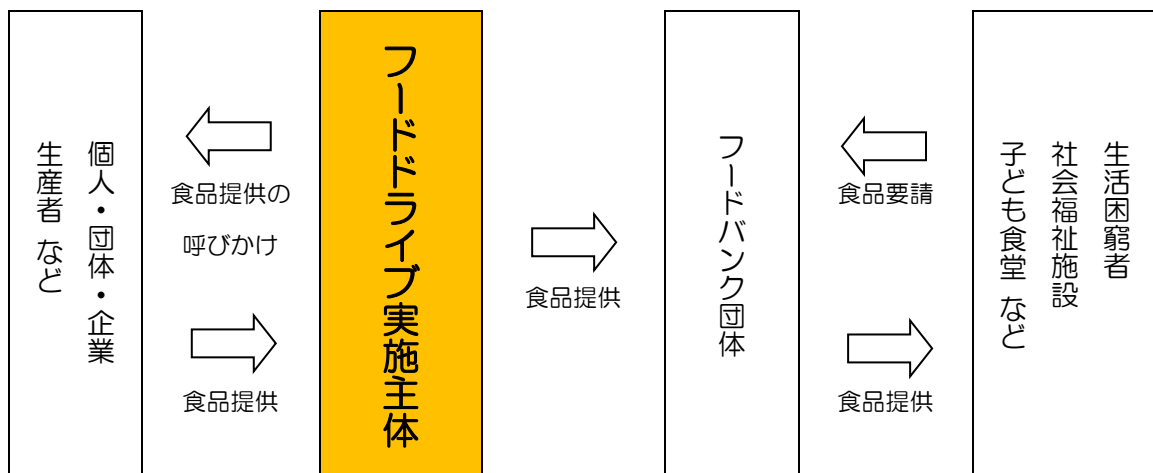 個人・団体・企業
生産者 など
食品提供の
呼びかけ
食品提供
フードドライブ実施主体
食品提供
フードバンク団体
食品要請
食品提供
生活困窮者
社会福祉施設
子ども食堂 など